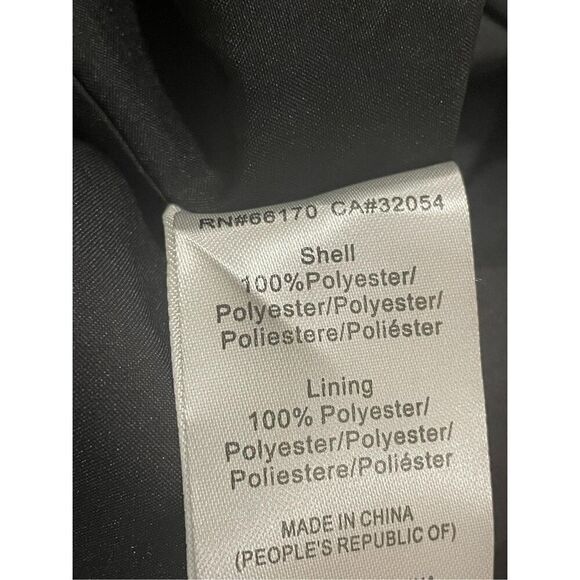 RN#66170 CA#32054
Shell
100%Polyester/
Polyester/Polyester/
Poliestere/Poliéster
Lining
100% Polyester/
Polyester/Polyester/
Poliestere/Poliéster
MADE IN CHINA
(PEOPLE'S REPUBLIC OF)